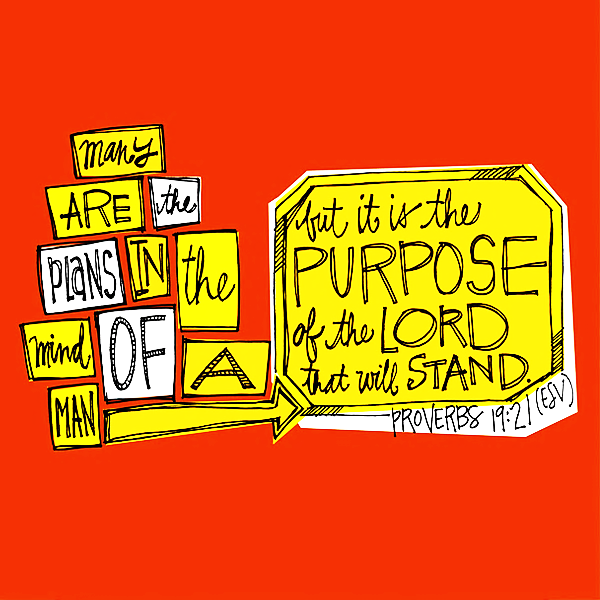 many
ARE the
PLANS IN the
mind OF A
MAN
but it is the
PURPOSE
of the LORD
that will STAND.
PROVERBS 19:21 (ESV)